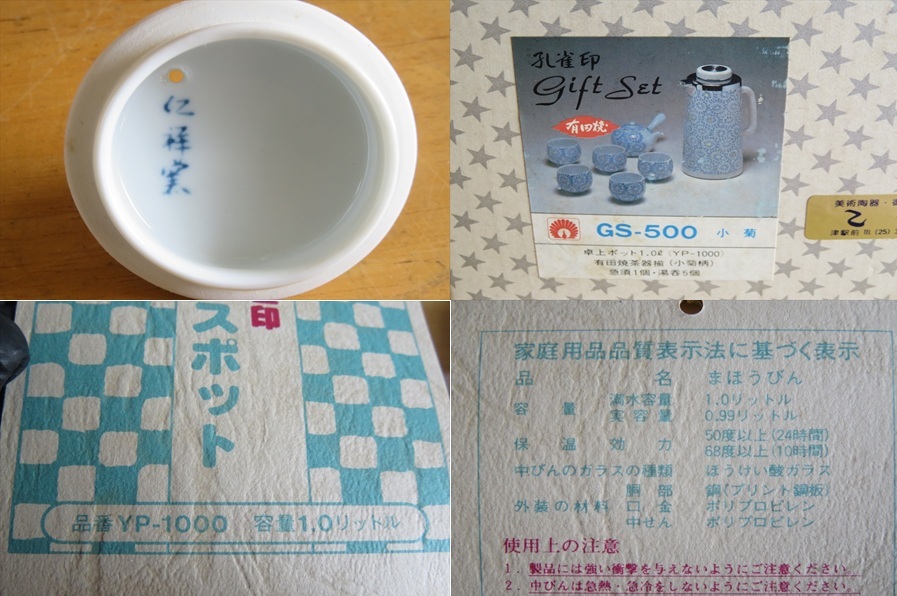 仁祥窯
孔雀印
Gift Set
有田焼
GS-500 小菊
卓上ポット1.0ℓ(YP-1000)
有田焼茶器揃(小菊柄)
急須1個・湯呑5個
美術陶器・
津駅前 ☎(25)
印
スポット
品番YP-1000 容量1.0リットル
家庭用品品質表示法に基づく表示
品名 まほうびん
容量 満水容量 1.0リットル
実容量 0.99リットル
保温効力 50度以上(24時間)
68度以上(10時間)
中びんのガラスの種類 ほうけい酸ガラス
外装の材料 胴部 鋼(プリント鋼板)
口金 ポリプロピレン
中せん ポリプロピレン
使用上の注意
1. 製品には強い衝撃を与えないようにご注意ください。
2. 中びんは急熱・急冷をしないようにご注意ください。